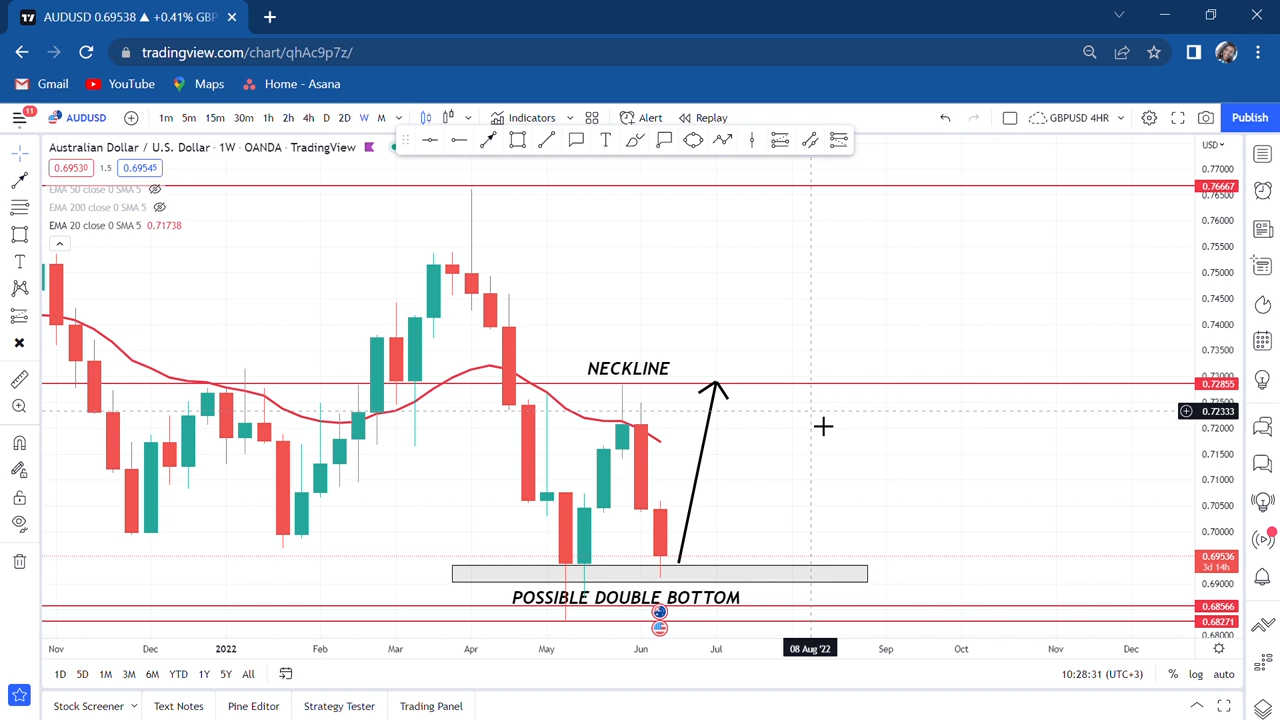 AUDUSD 0.69538 ▲ +0.41% GBP
tradingview.com/chart/qhAc9p7z/
Gmail YouTube Maps Home - Asana
11 AUDUSD 1m 5m 15m 30m 1h 2h 4h D 2D W M Indicators Alert Replay GBPUSD 4HR Publish
Australian Dollar / U.S. Dollar · 1W · OANDA · TradingView
USD
0.69530 1.5 0.69545
EMA 50 close 0 SMA 5
EMA 200 close 0 SMA 5
EMA 20 close 0 SMA 5 0.71738
0.77000
0.76667
0.76500
0.76000
0.75500
0.75000
0.74500
0.74000
0.73500
NECKLINE
0.73000
0.72855
0.72500
0.72333
0.72000
0.71500
0.71000
0.70500
0.70000
0.69536
3d 14h
0.69000
POSSIBLE DOUBLE BOTTOM
0.68566
0.68271
0.68000
Nov Dec 2022 Feb Mar Apr May Jun Jul 08 Aug '22 Sep Oct Nov Dec
1D 5D 1M 3M 6M YTD 1Y 5Y All 10:28:31 (UTC+3) % log auto
Stock Screener Text Notes Pine Editor Strategy Tester Trading Panel